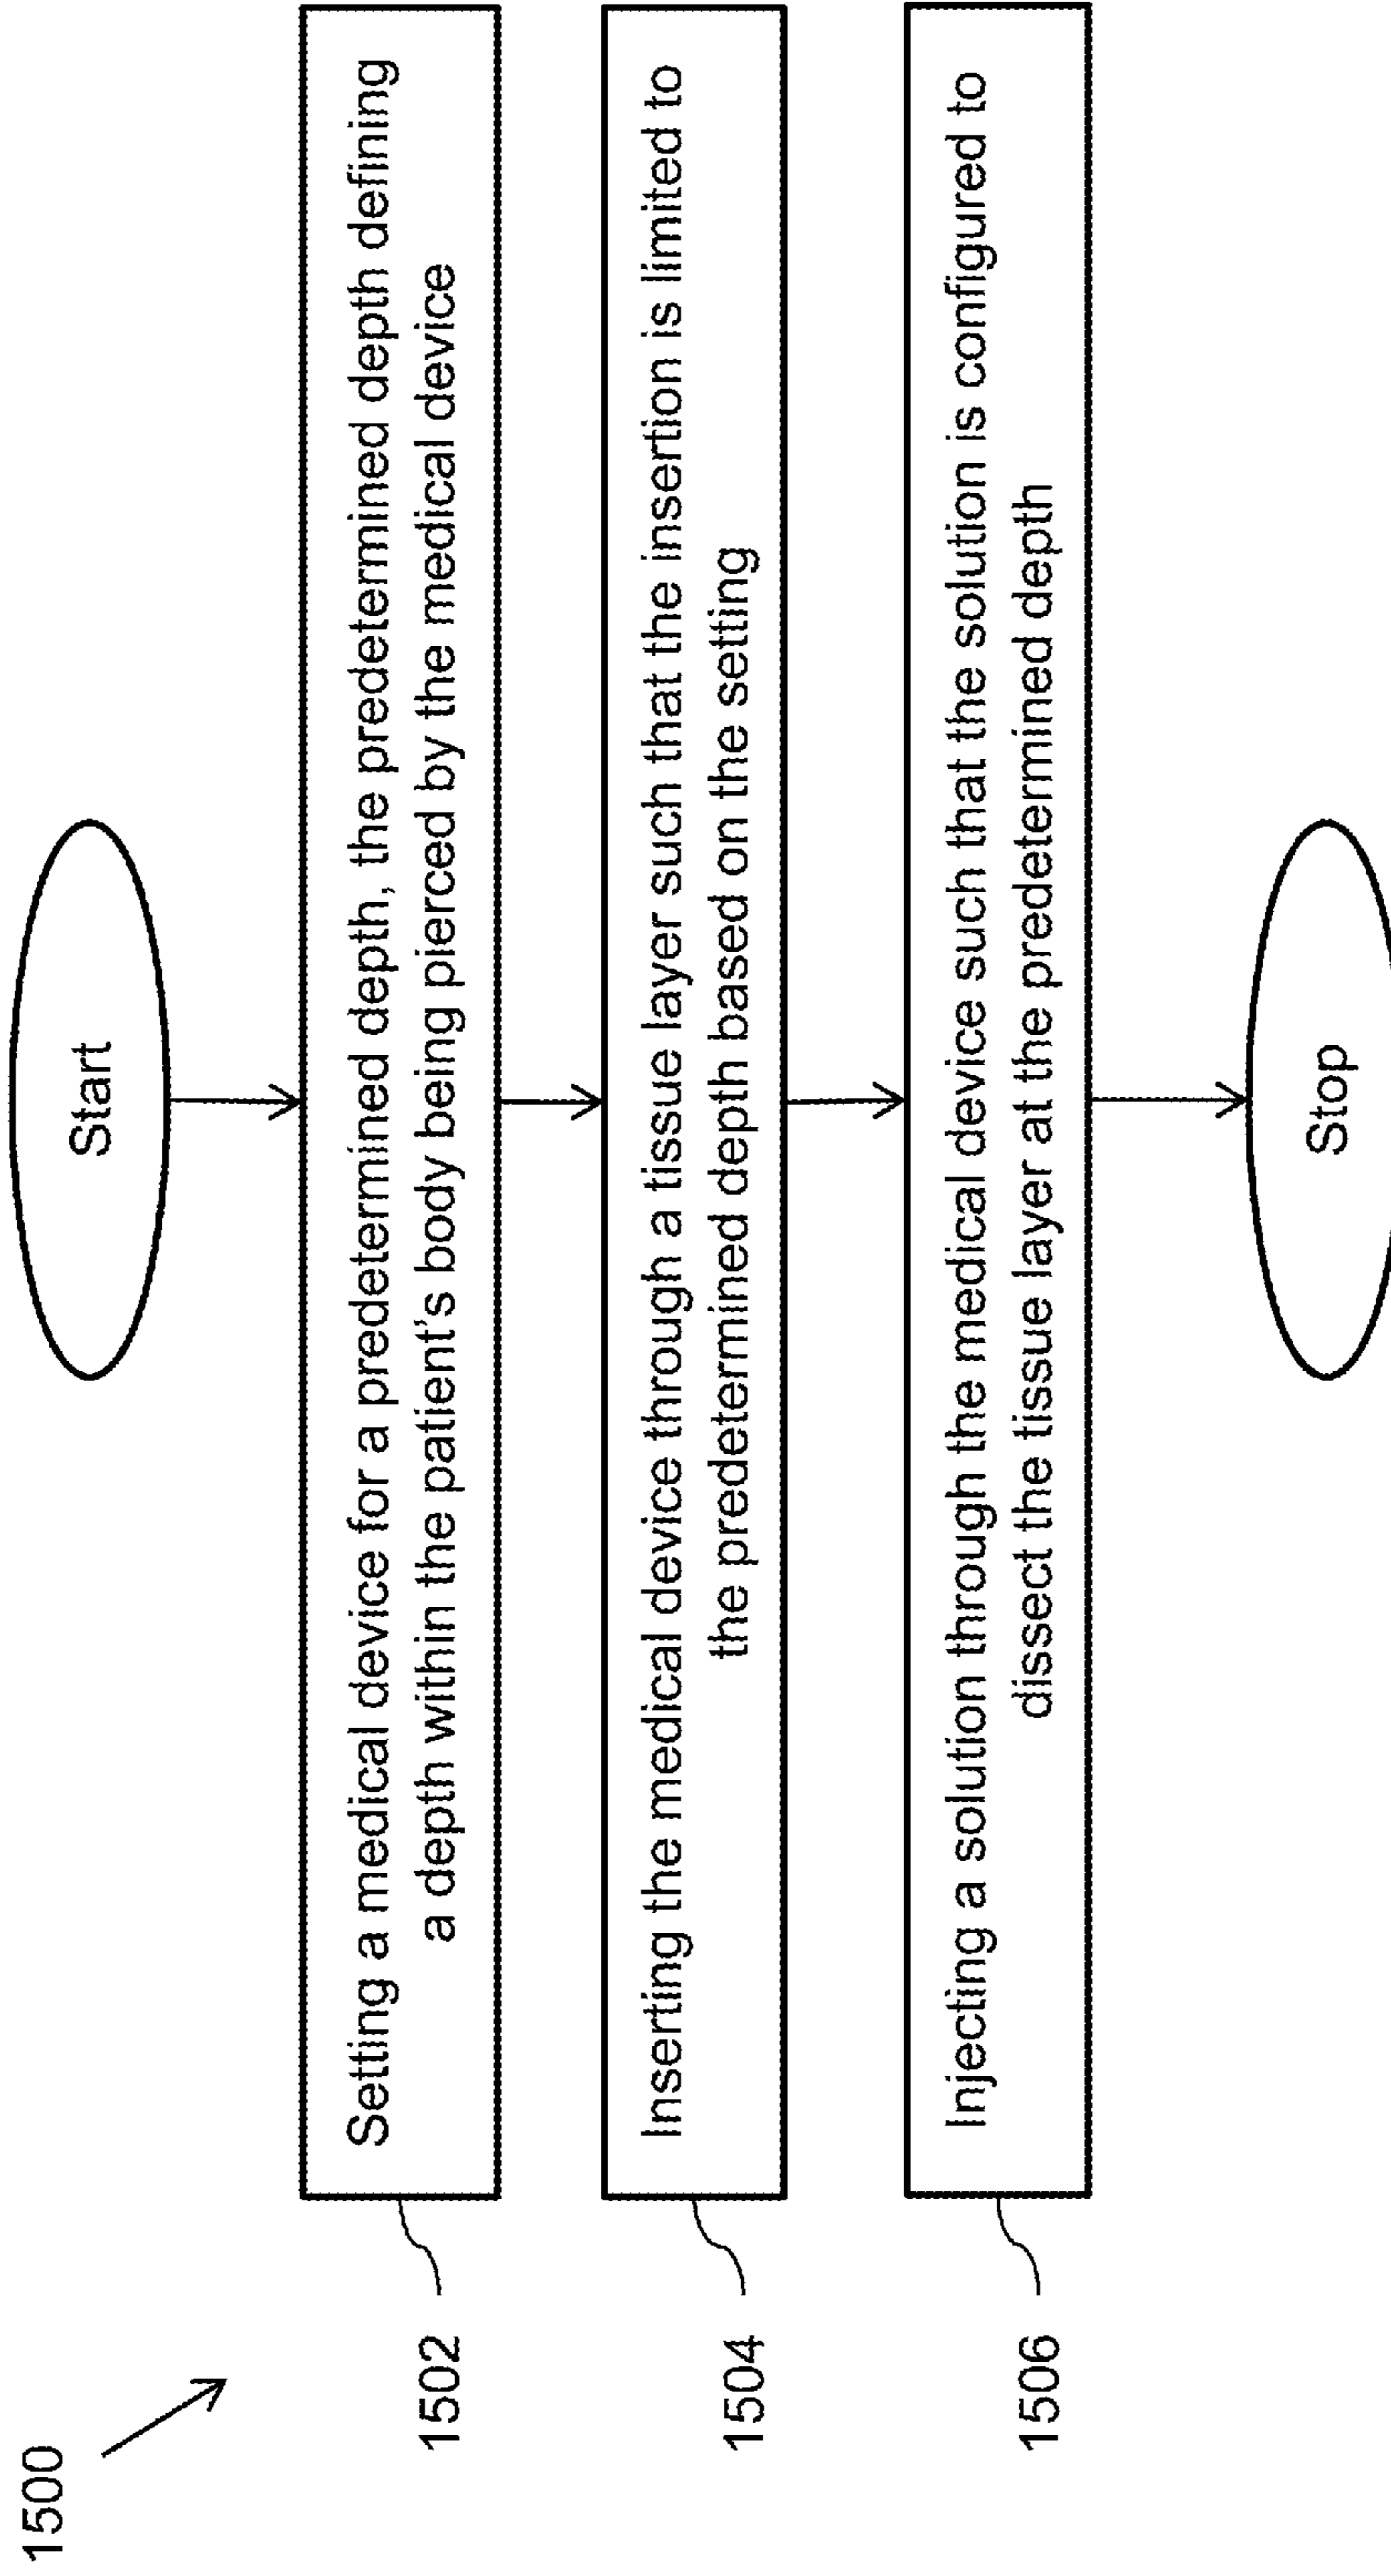 1500
Start
1502
Setting a medical device for a predetermined depth, the predetermined depth defining
a depth within the patient's body being pierced by the medical device
1504
Inserting the medical device through a tissue layer such that the insertion is limited to
the predetermined depth based on the setting
1506
Injecting a solution through the medical device such that the solution is configured to
dissect the tissue layer at the predetermined depth
Stop